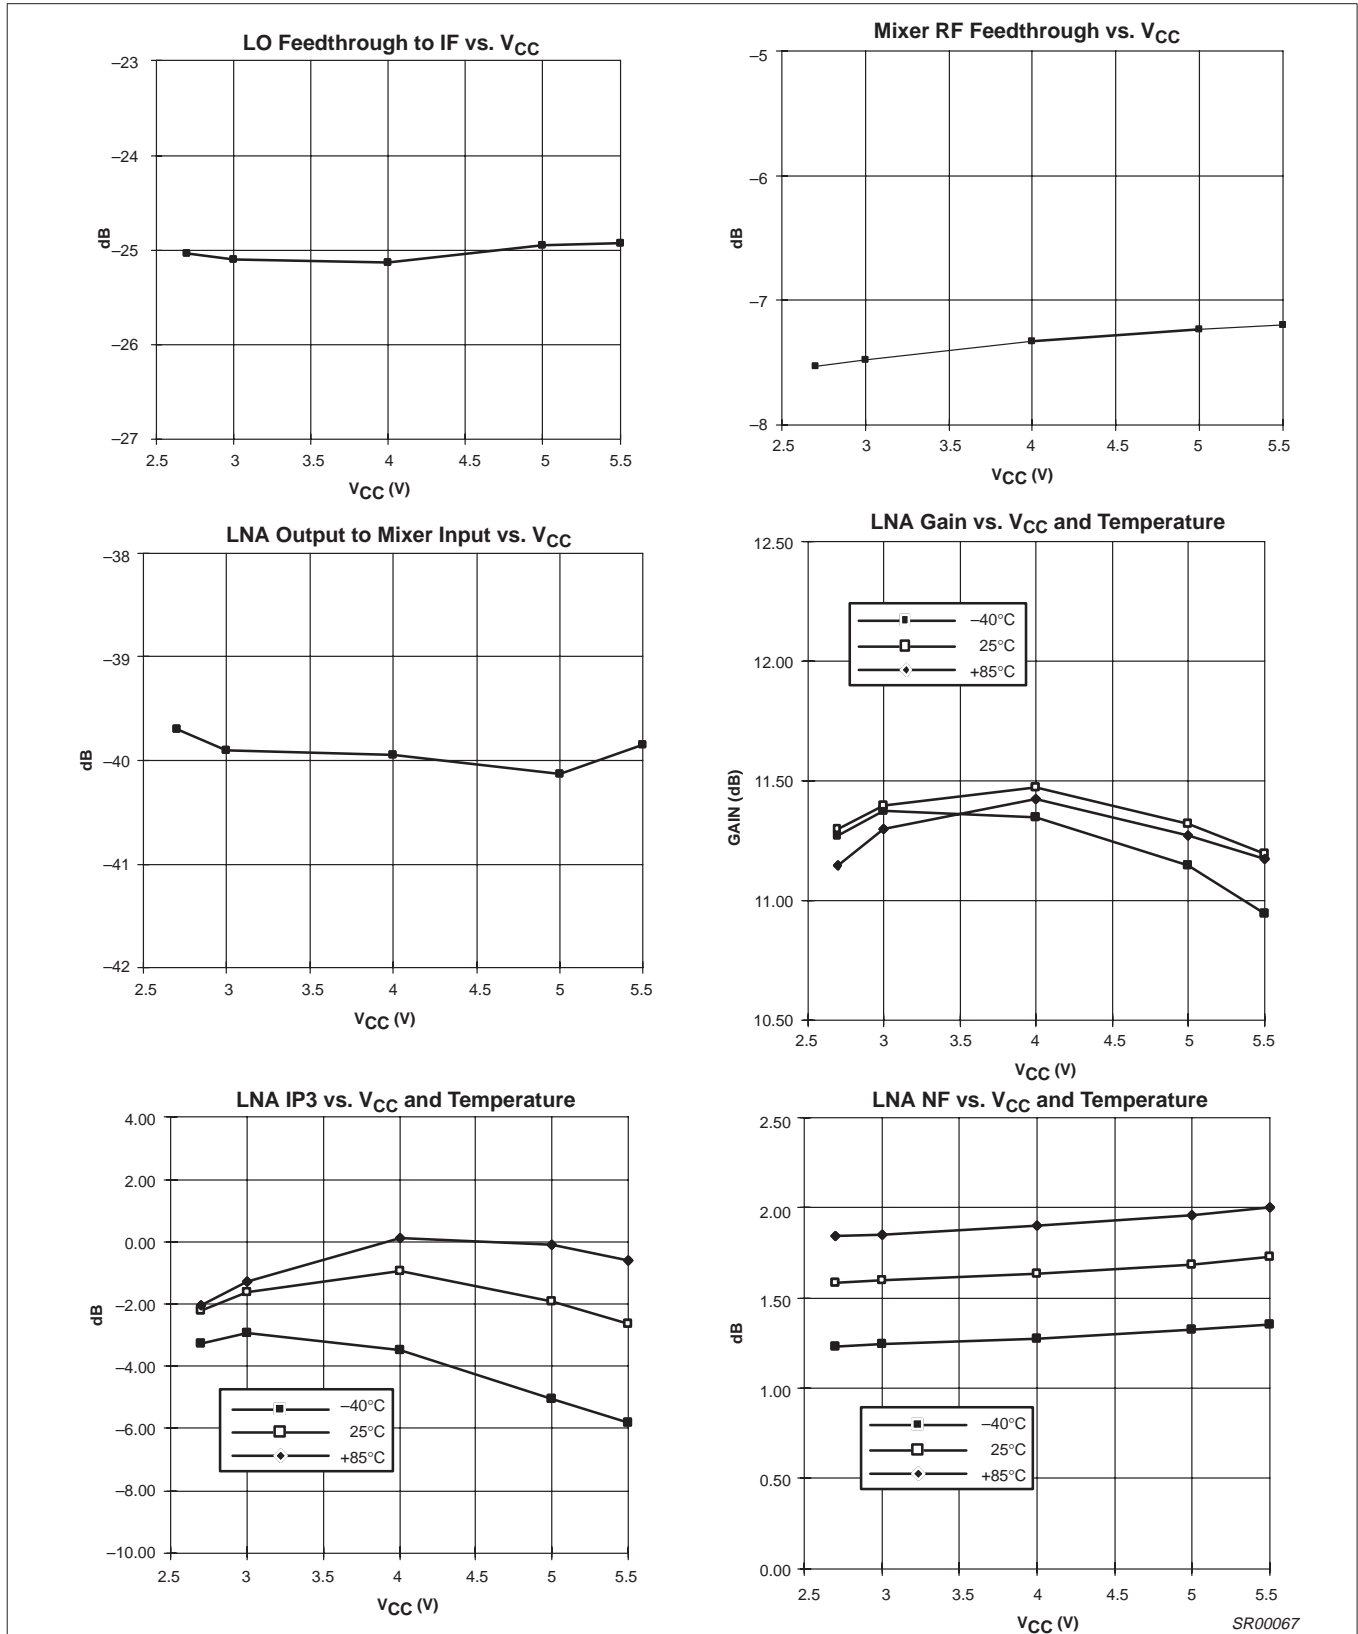 LO Feedthrough to IF vs. VCC
–23
–24
–25
–26
–27
dB
2.5 3 3.5 4 4.5 5 5.5
VCC (V)
Mixer RF Feedthrough vs. VCC
–5
–6
–7
–8
dB
2.5 3 3.5 4 4.5 5 5.5
VCC (V)
LNA Output to Mixer Input vs. VCC
–38
–39
–40
–41
–42
dB
2.5 3 3.5 4 4.5 5 5.5
VCC (V)
LNA Gain vs. VCC and Temperature
12.50
12.00
11.50
11.00
10.50
GAIN (dB)
–40°C
25°C
+85°C
2.5 3 3.5 4 4.5 5 5.5
VCC (V)
LNA IP3 vs. VCC and Temperature
4.00
2.00
0.00
–2.00
–4.00
–6.00
–8.00
–10.00
dB
–40°C
25°C
+85°C
2.5 3 3.5 4 4.5 5 5.5
VCC (V)
LNA NF vs. VCC and Temperature
2.50
2.00
1.50
1.00
0.50
0.00
dB
–40°C
25°C
+85°C
2.5 3 3.5 4 4.5 5 5.5
VCC (V)
SR00067